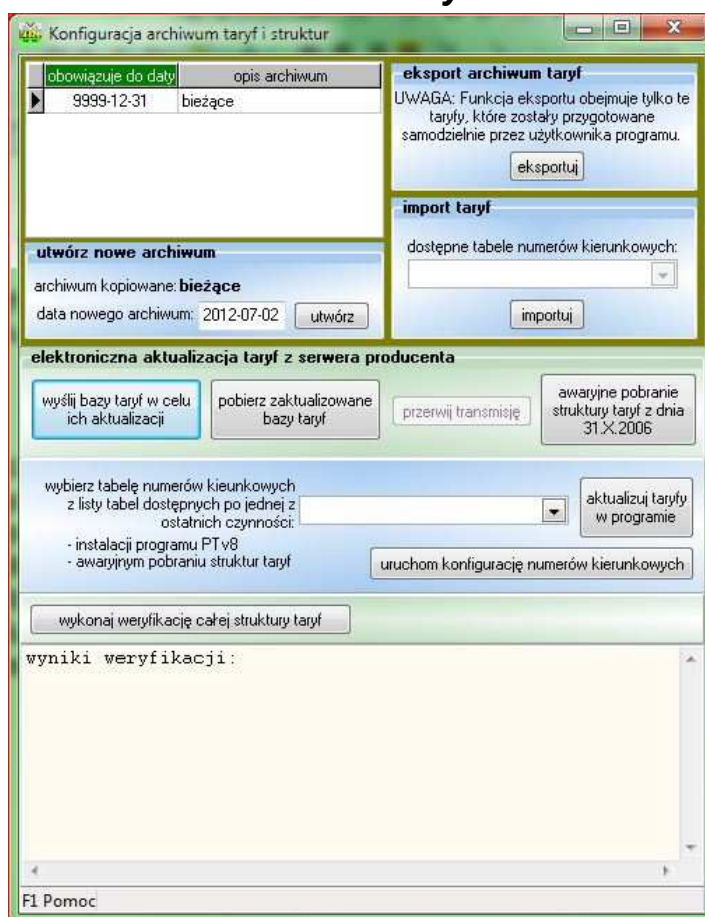 Konfiguracja archiwum taryf i struktur
obowiązuje do daty opis archiwum
9999-12-31 bieżące
eksport archiwum taryf
UWAGA: Funkcja eksportu obejmuje tylko te
taryfy, które zostały przygotowane
samodzielnie przez użytkownika programu.
eksportuj
import taryf
dostępne tabele numerów kierunkowych:
importuj
utwórz nowe archiwum
archiwum kopiowane: bieżące
data nowego archiwum: 2012-07-02 utwórz
elektroniczna aktualizacja taryf z serwera producenta
wyślij bazy taryf w celu
ich aktualizacji
pobierz zaktualizowane
bazy taryf
przerwij transmisję
awaryjne pobranie
struktury taryf z dnia
31.X.2006
wybierz tabelę numerów kieunkowych
z listy tabel dostępnych po jednej z
ostatnich czynności:
- instalacji programu PTv8
- awaryjnym pobraniu struktur taryf
aktualizuj taryfy
w programie
uruchom konfigurację numerów kierunkowych
wykonaj weryfikację całej struktury taryf
wyniki weryfikacji:
F1 Pomoc